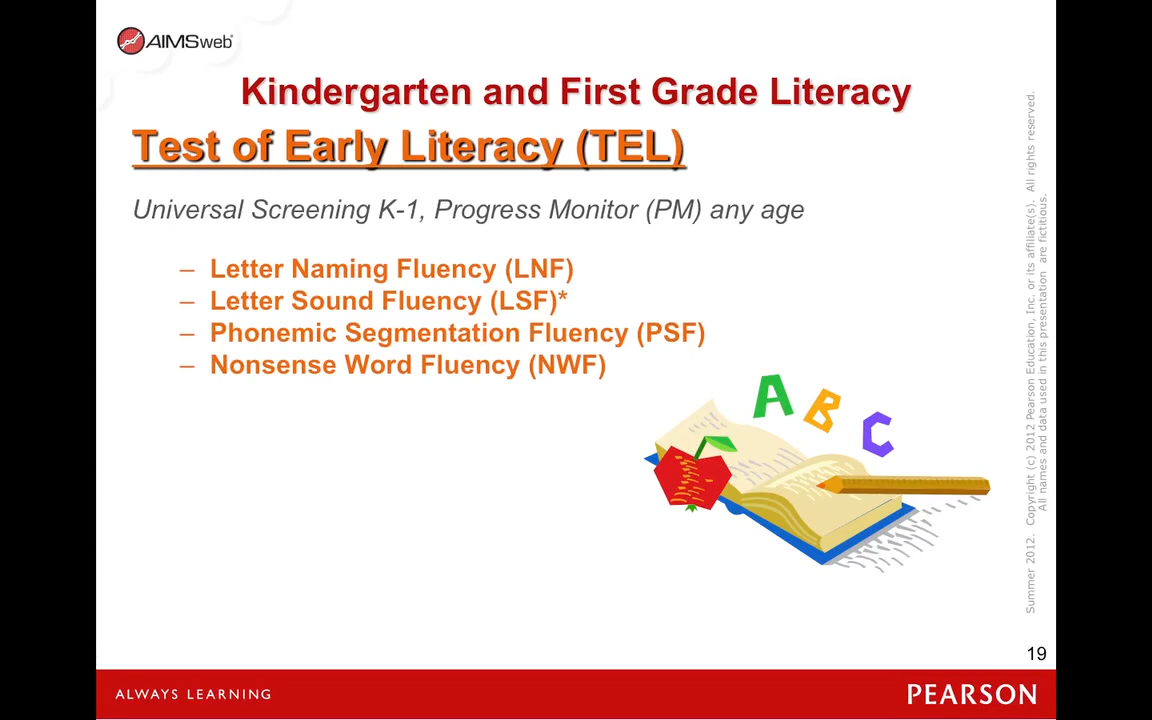 AIMSweb®
Kindergarten and First Grade Literacy
Test of Early Literacy (TEL)
Universal Screening K-1, Progress Monitor (PM) any age
– Letter Naming Fluency (LNF)
– Letter Sound Fluency (LSF)*
– Phonemic Segmentation Fluency (PSF)
– Nonsense Word Fluency (NWF)
A B C
Summer 2012. Copyright (c) 2012 Pearson Education, Inc. or its affiliate(s). All rights reserved.
All names and data used in this presentation are fictitious.
19
ALWAYS LEARNING
PEARSON